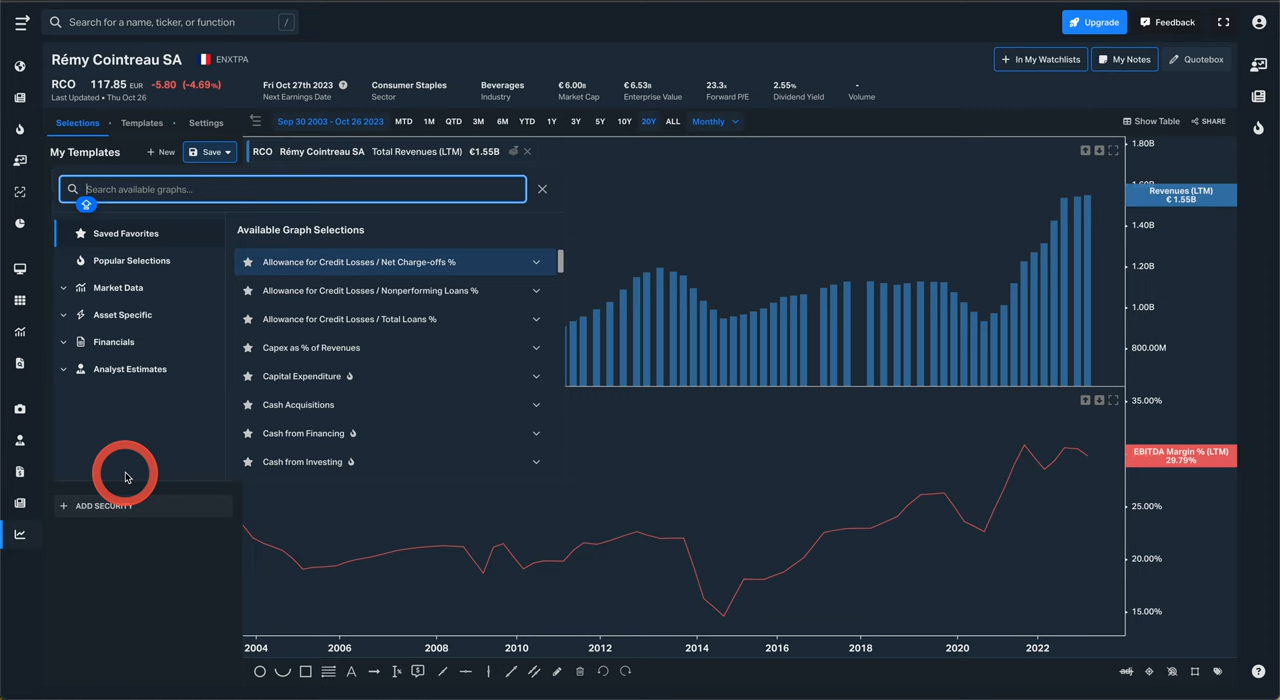 Search for a name, ticker, or function /
Upgrade
Feedback
Rémy Cointreau SA ENXTPA
In My Watchlists
My Notes
Quotebox
RCO 117.85 EUR -5.80 (-4.69%)
Last Updated • Thu Oct 26
Fri Oct 27th 2023
Next Earnings Date
Consumer Staples
Sector
Beverages
Industry
€ 6.00B
Market Cap
€ 6.53B
Enterprise Value
23.3x
Forward P/E
2.55%
Dividend Yield
-
Volume
Selections • Templates • Settings
Sep 30 2003 - Oct 26 2023 MTD 1M QTD 3M 6M YTD 1Y 3Y 5Y 10Y 20Y ALL Monthly
Show Table SHARE
My Templates + New Save
RCO Rémy Cointreau SA Total Revenues (LTM) €1.55B
Search available graphs...
Saved Favorites
Popular Selections
Market Data
Asset Specific
Financials
Analyst Estimates
Available Graph Selections
Allowance for Credit Losses / Net Charge-offs %
Allowance for Credit Losses / Nonperforming Loans %
Allowance for Credit Losses / Total Loans %
Capex as % of Revenues
Capital Expenditure
Cash Acquisitions
Cash from Financing
Cash from Investing
+ ADD SECURITY
1.80B
1.60B
Revenues (LTM)
€ 1.55B
1.40B
1.20B
1.00B
800.00M
35.00%
EBITDA Margin % (LTM)
29.79%
25.00%
20.00%
15.00%
2004 2006 2008 2010 2012 2014 2016 2018 2020 2022
A
adj
?